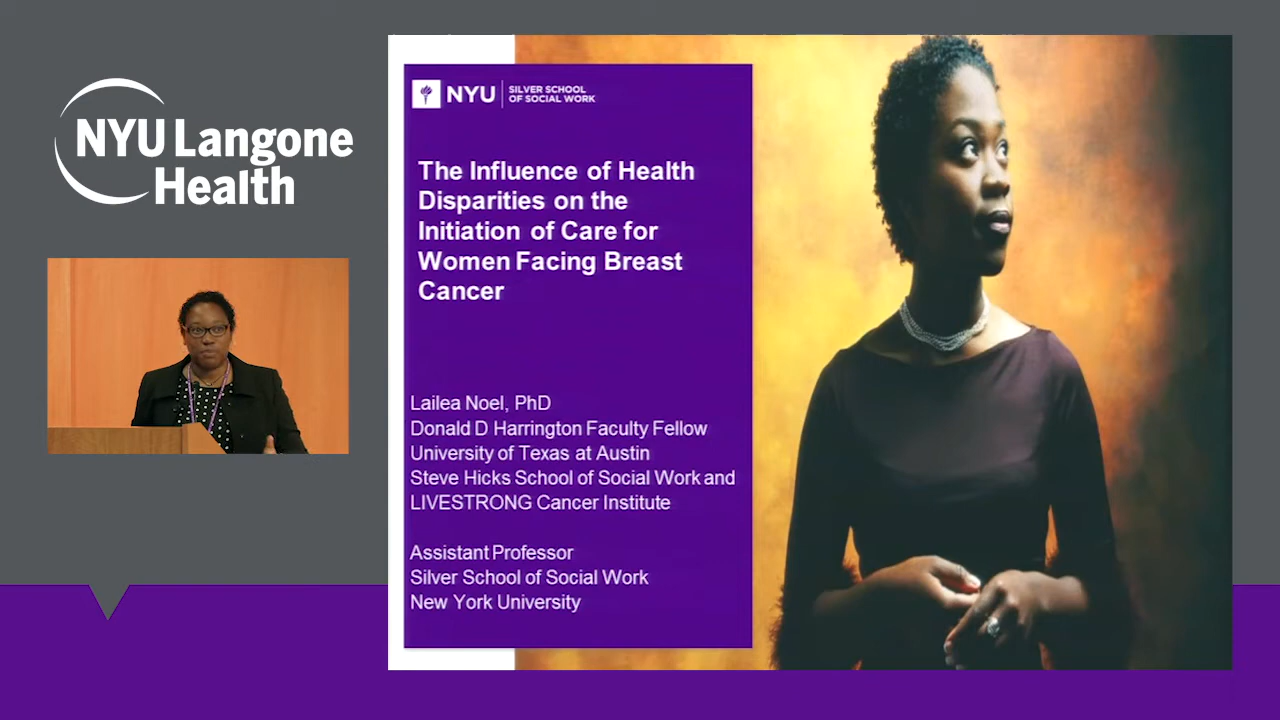 NYU Langone
Health
NYU
SILVER SCHOOL
OF SOCIAL WORK
The Influence of Health
Disparities on the
Initiation of Care for
Women Facing Breast
Cancer
Lailea Noel, PhD
Donald D Harrington Faculty Fellow
University of Texas at Austin
Steve Hicks School of Social Work and
LIVESTRONG Cancer Institute
Assistant Professor
Silver School of Social Work
New York University